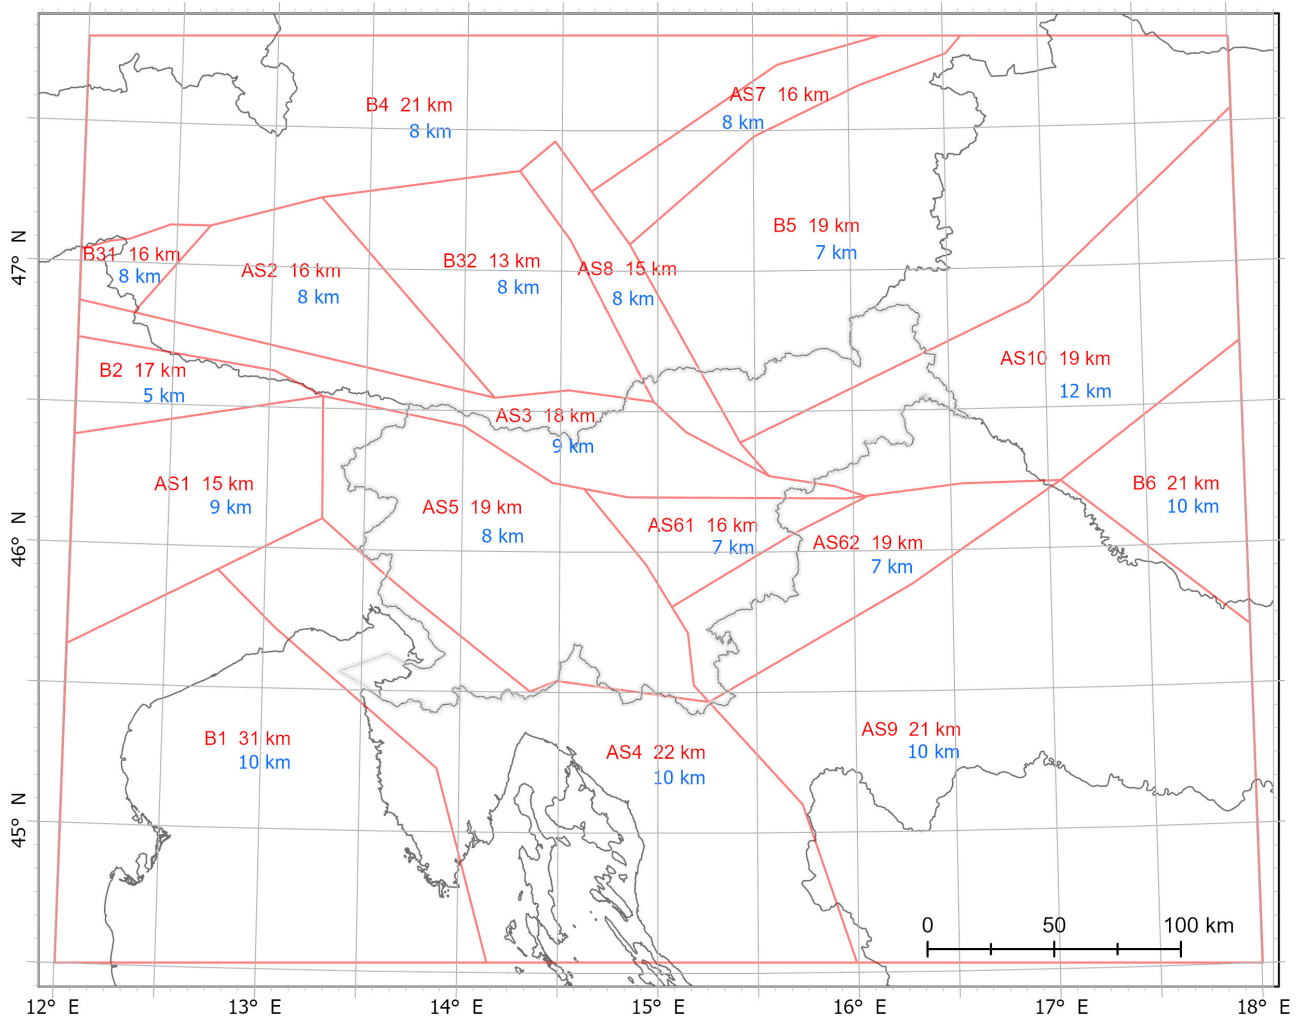 B4 21 km
8 km
AS7 16 km
8 km
B5 19 km
7 km
B31 16 km
8 km
AS2 16 km
8 km
B32 13 km
8 km
AS8 15 km
8 km
47° N
B2 17 km
5 km
AS3 18 km
9 km
AS10 19 km
12 km
AS1 15 km
9 km
AS5 19 km
8 km
AS61 16 km
7 km
AS62 19 km
7 km
B6 21 km
10 km
46° N
B1 31 km
10 km
AS4 22 km
10 km
AS9 21 km
10 km
45° N
0 50 100 km
12° E 13° E 14° E 15° E 16° E 17° E 18° E